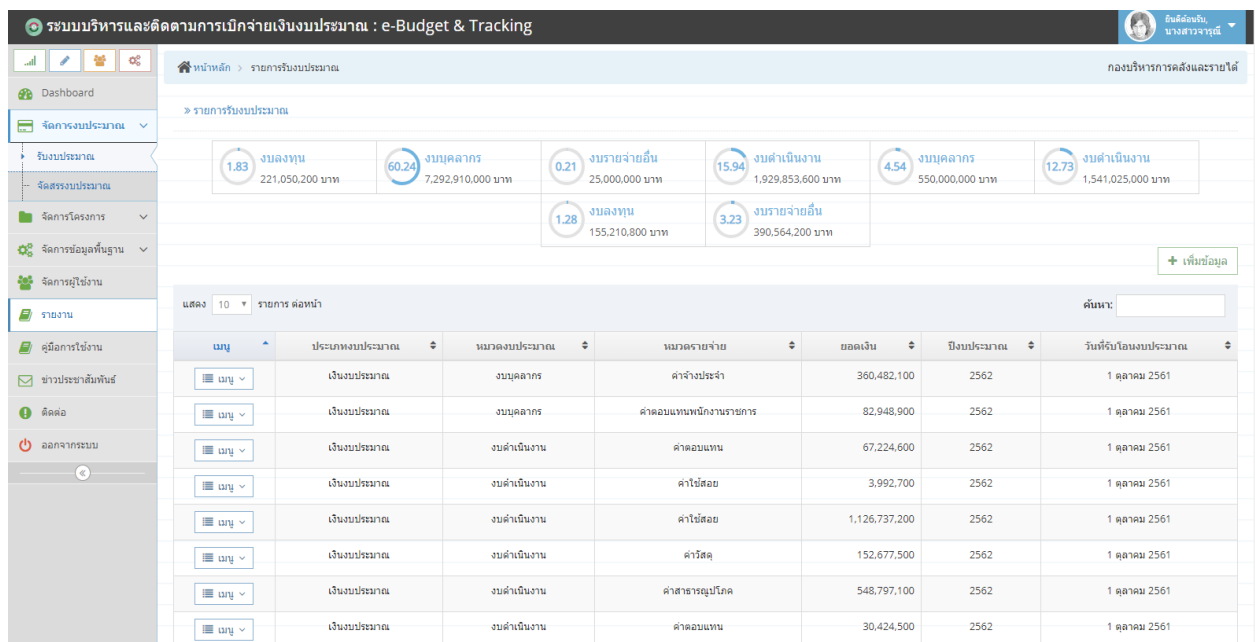 ระบบบริหารและติดตามการเบิกจ่ายเงินงบประมาณ : e-Budget & Tracking
ยินดีต้อนรับ,
นางสาวจารุณี
หน้าหลัก > รายการรับงบประมาณ
กองบริหารการคลังและรายได้
Dashboard
จัดการงบประมาณ
รับงบประมาณ
จัดสรรงบประมาณ
จัดการโครงการ
จัดการข้อมูลพื้นฐาน
จัดการผู้ใช้งาน
รายงาน
คู่มือการใช้งาน
ข่าวประชาสัมพันธ์
ติดต่อ
ออกจากระบบ
» รายการรับงบประมาณ
1.83 งบลงทุน
221,050,200 บาท
60.24 งบบุคลากร
7,292,910,000 บาท
0.21 งบรายจ่ายอื่น
25,000,000 บาท
15.94 งบดำเนินงาน
1,929,853,600 บาท
4.54 งบบุคลากร
550,000,000 บาท
12.73 งบดำเนินงาน
1,541,025,000 บาท
1.28 งบลงทุน
155,210,800 บาท
3.23 งบรายจ่ายอื่น
390,564,200 บาท
+ เพิ่มข้อมูล
แสดง 10 รายการ ต่อหน้า
ค้นหา:
เมนู ประเภทงบประมาณ หมวดงบประมาณ หมวดรายจ่าย ยอดเงิน ปีงบประมาณ วันที่รับโอนงบประมาณ
เมนู เงินงบประมาณ งบบุคลากร ค่าจ้างประจำ 360,482,100 2562 1 ตุลาคม 2561
เมนู เงินงบประมาณ งบบุคลากร ค่าตอบแทนพนักงานราชการ 82,948,900 2562 1 ตุลาคม 2561
เมนู เงินงบประมาณ งบดำเนินงาน ค่าตอบแทน 67,224,600 2562 1 ตุลาคม 2561
เมนู เงินงบประมาณ งบดำเนินงาน ค่าใช้สอย 3,992,700 2562 1 ตุลาคม 2561
เมนู เงินงบประมาณ งบดำเนินงาน ค่าใช้สอย 1,126,737,200 2562 1 ตุลาคม 2561
เมนู เงินงบประมาณ งบดำเนินงาน ค่าวัสดุ 152,677,500 2562 1 ตุลาคม 2561
เมนู เงินงบประมาณ งบดำเนินงาน ค่าสาธารณูปโภค 548,797,100 2562 1 ตุลาคม 2561
เมนู เงินงบประมาณ งบดำเนินงาน ค่าตอบแทน 30,424,500 2562 1 ตุลาคม 2561